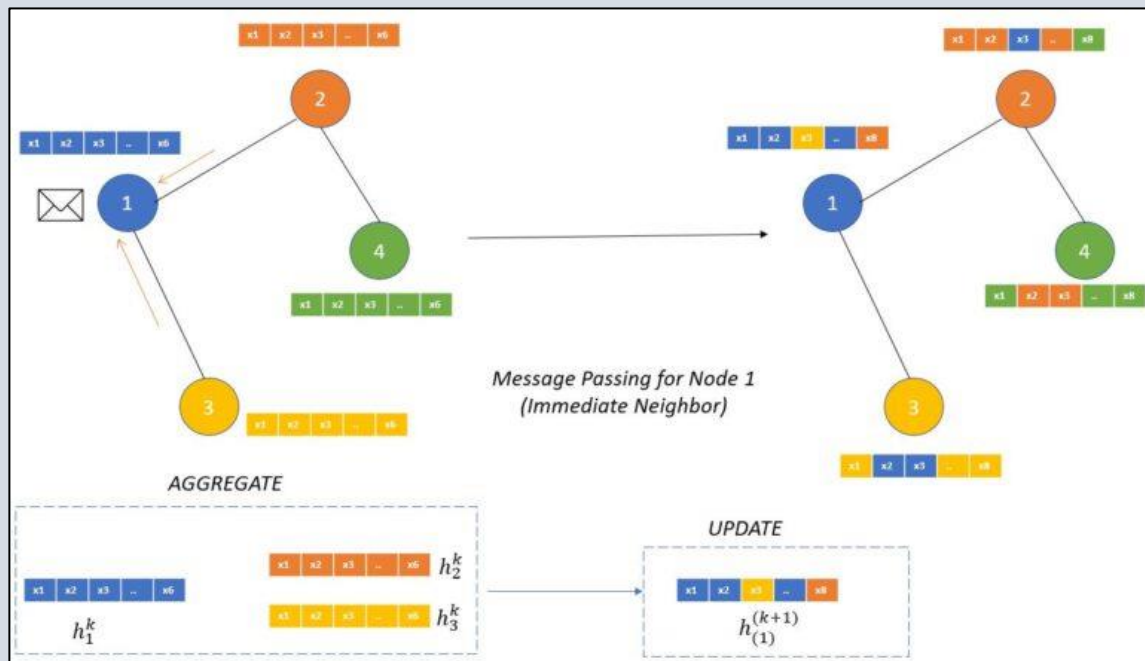 x1 x2 x3 .. x6
x1 x2 x3 .. x8
2
2
x1 x2 x3 .. x6
x1 x2 x3 .. x8
1
1
4
4
x1 x2 x3 .. x6
x1 x2 x3 .. x8
Message Passing for Node 1
(Immediate Neighbor)
3
3
x1 x2 x3 .. x6
x1 x2 x3 .. x8
AGGREGATE
UPDATE
x1 x2 x3 .. x6
h_2^k
x1 x2 x3 .. x6
h_1^k
x1 x2 x3 .. x6
h_3^k
x1 x2 x3 .. x8
h_{(1)}^{(k+1)}